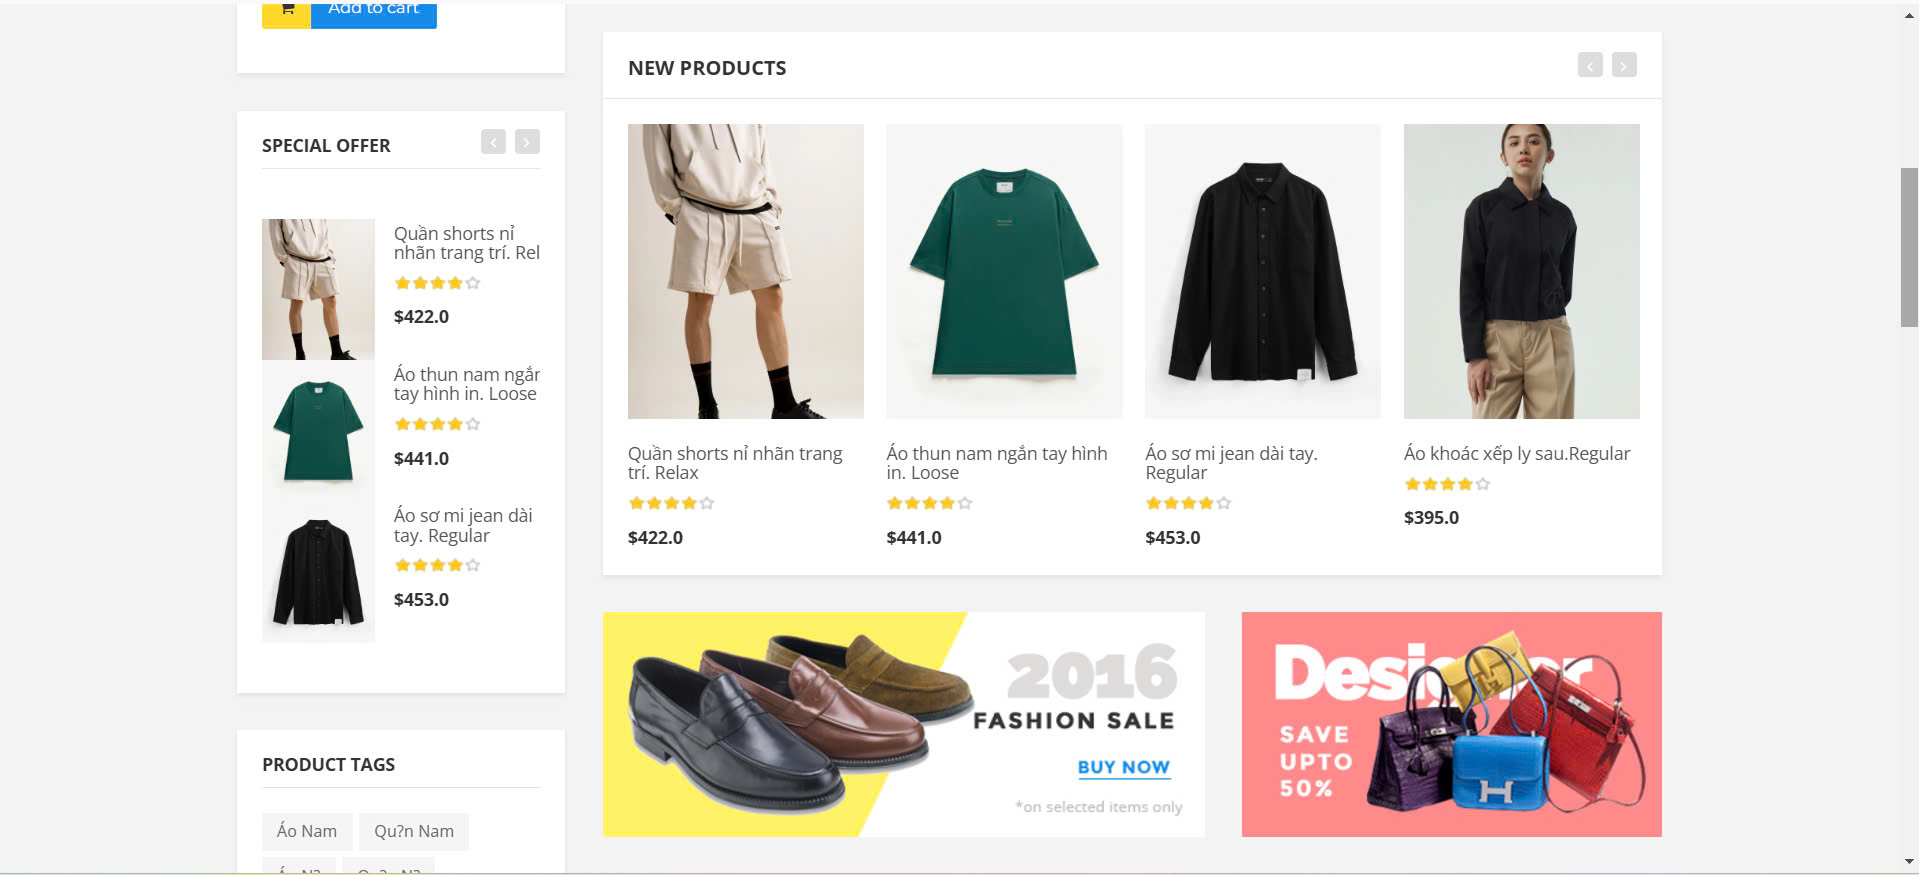 Add to cart
SPECIAL OFFER
Quần shorts nỉ
nhãn trang trí. Rel
$422.0
Áo thun nam ngắn
tay hình in. Loose
$441.0
Áo sơ mi jean dài
tay. Regular
$453.0
PRODUCT TAGS
Áo Nam
Qu?n Nam
NEW PRODUCTS
Quần shorts nỉ nhãn trang
trí. Relax
$422.0
Áo thun nam ngắn tay hình
in. Loose
$441.0
Áo sơ mi jean dài tay.
Regular
$453.0
Áo khoác xếp ly sau.Regular
$395.0
2016
FASHION SALE
BUY NOW
*on selected items only
Designer
SAVE
UPTO
50%